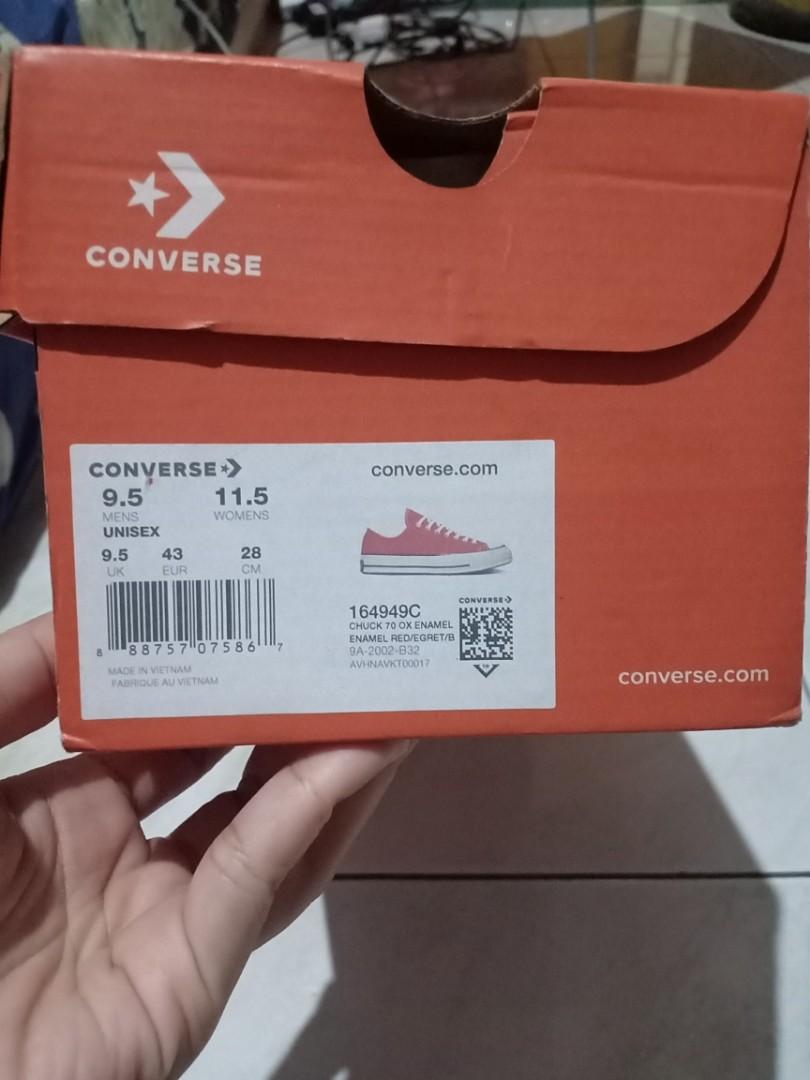 CONVERSE
CONVERSE
converse.com
9.5 11.5
MENS WOMENS
UNISEX
9.5 43 28
UK EUR CM
8 88757 07586 7
MADE IN VIETNAM
FABRIQUE AU VIETNAM
CONVERSE
164949C
CHUCK 70 OX ENAMEL
ENAMEL RED/EGRET/B
9A-2002-B32
AVHNAVKT00017
converse.com